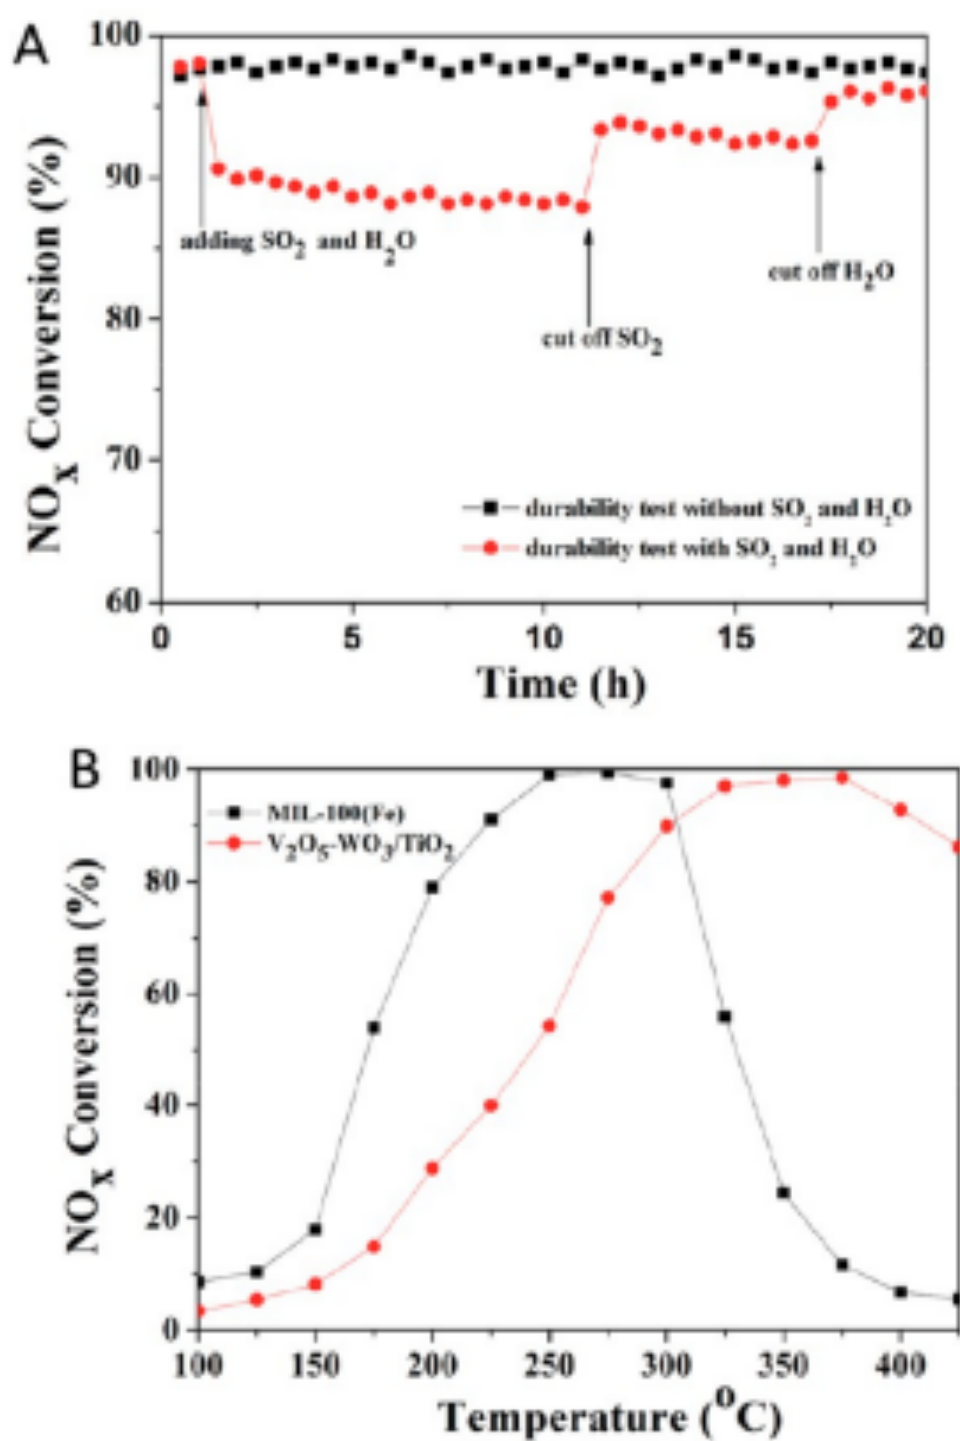 A
100
90
80
70
60
NOx Conversion (%)
adding SO2 and H2O
cut off SO2
cut off H2O
durability test without SO2 and H2O
durability test with SO2 and H2O
0 5 10 15 20
Time (h)
B
100
80
60
40
20
0
NOx Conversion (%)
MIL-100(Fe)
V2O5-WO3/TiO2
100 150 200 250 300 350 400
Temperature (°C)